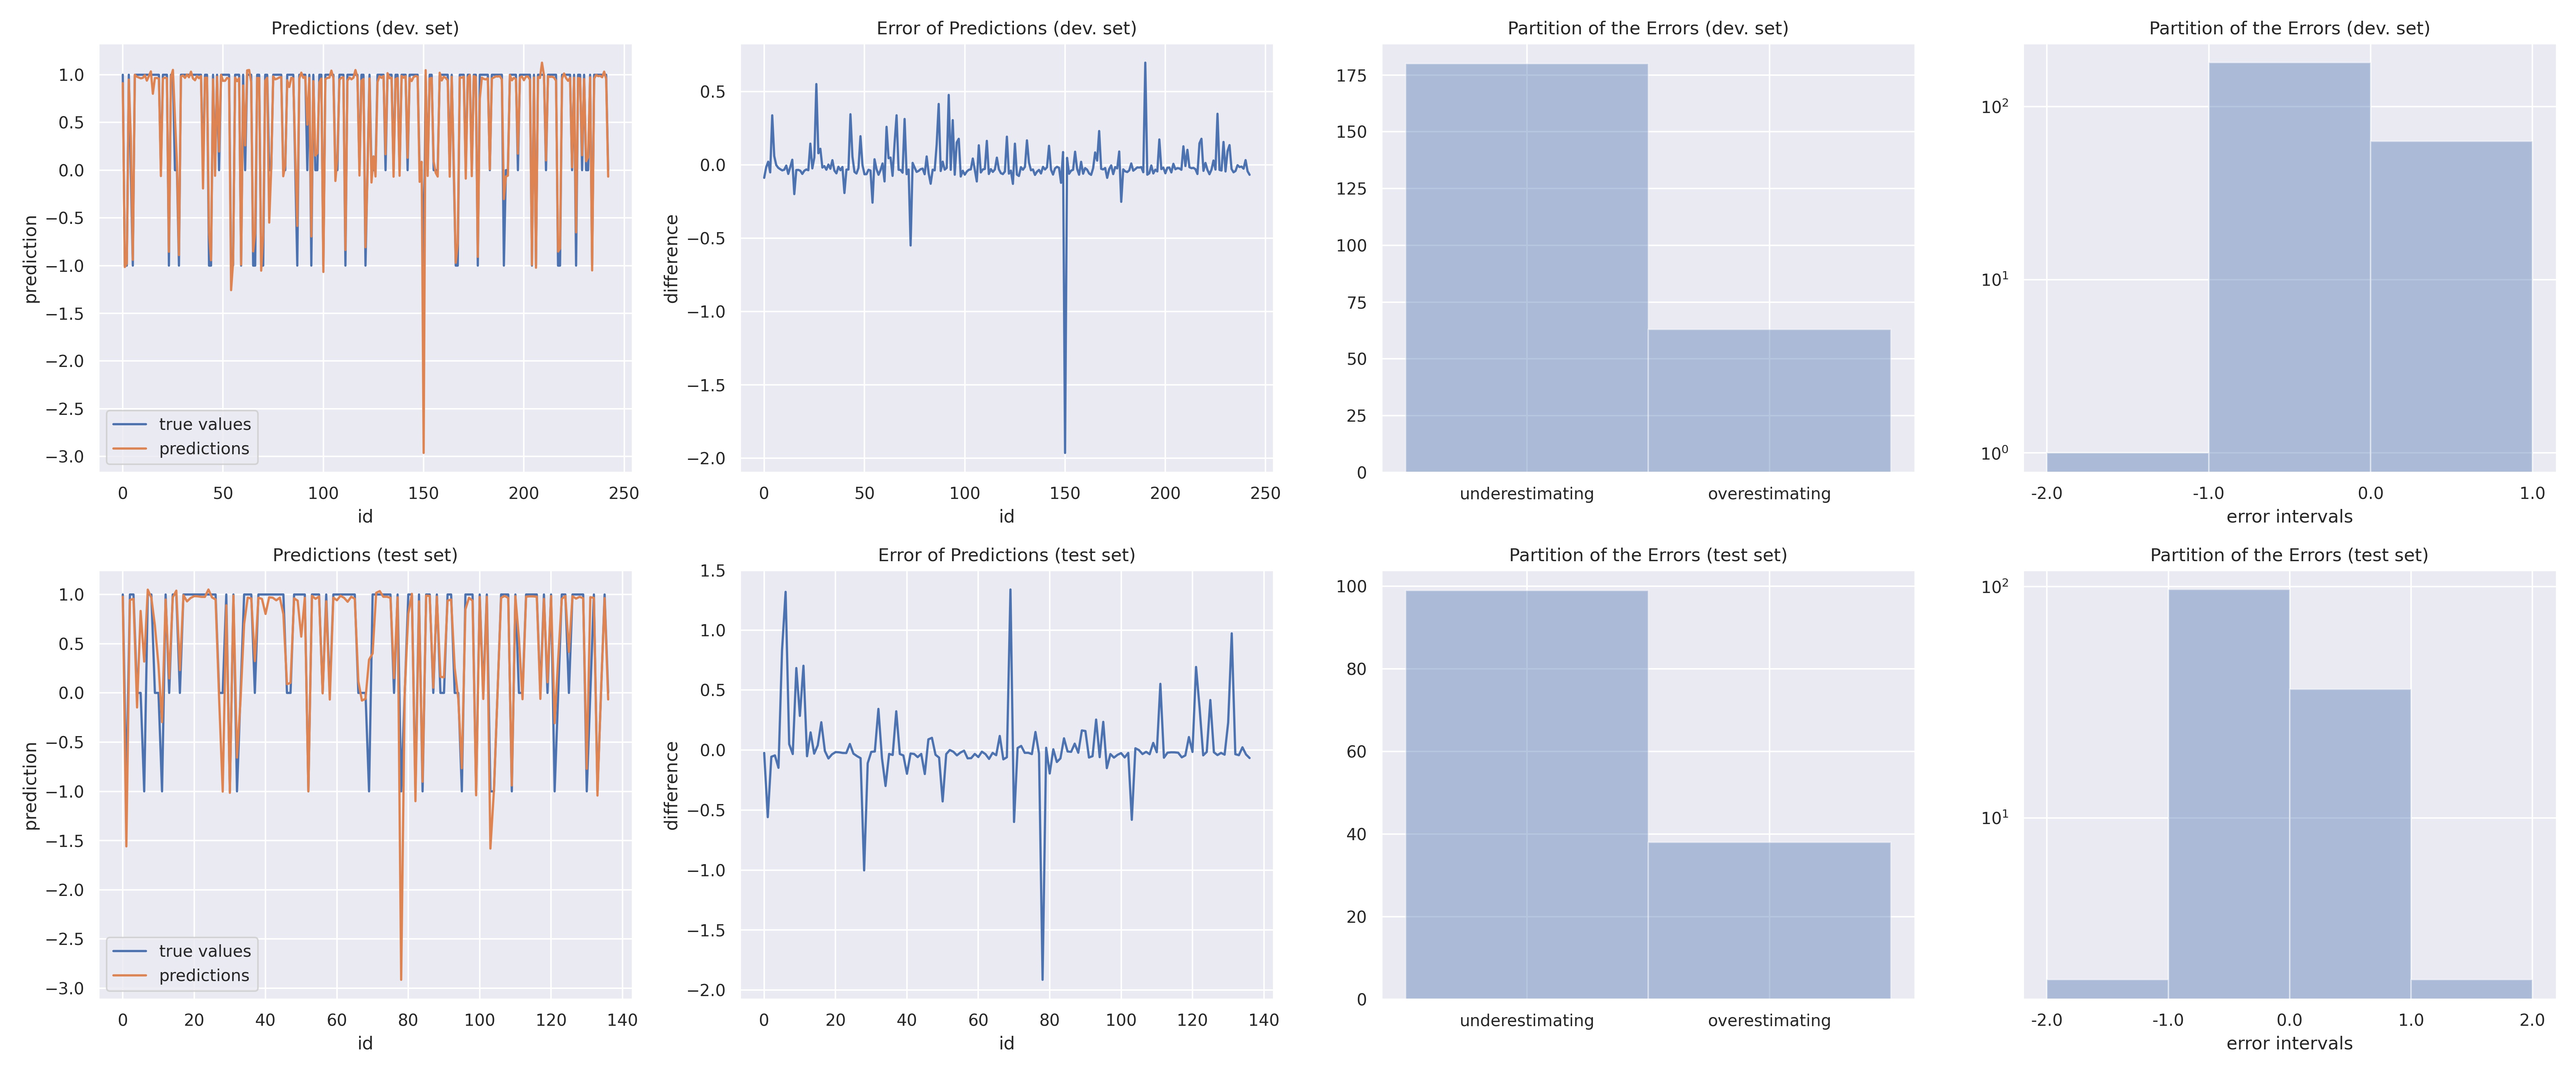 Predictions (dev. set)
prediction
1.0
0.5
0.0
−0.5
−1.0
−1.5
−2.0
−2.5
−3.0
true values
predictions
0 50 100 150 200 250
id
Error of Predictions (dev. set)
difference
0.5
0.0
−0.5
−1.0
−1.5
−2.0
0 50 100 150 200 250
id
Partition of the Errors (dev. set)
175
150
125
100
75
50
25
0
underestimating overestimating
Partition of the Errors (dev. set)
10²
10¹
10⁰
-2.0 -1.0 0.0 1.0
error intervals
Predictions (test set)
prediction
1.0
0.5
0.0
−0.5
−1.0
−1.5
−2.0
−2.5
−3.0
true values
predictions
0 20 40 60 80 100 120 140
id
Error of Predictions (test set)
difference
1.5
1.0
0.5
0.0
−0.5
−1.0
−1.5
−2.0
0 20 40 60 80 100 120 140
id
Partition of the Errors (test set)
100
80
60
40
20
0
underestimating overestimating
Partition of the Errors (test set)
10²
10¹
-2.0 -1.0 0.0 1.0 2.0
error intervals